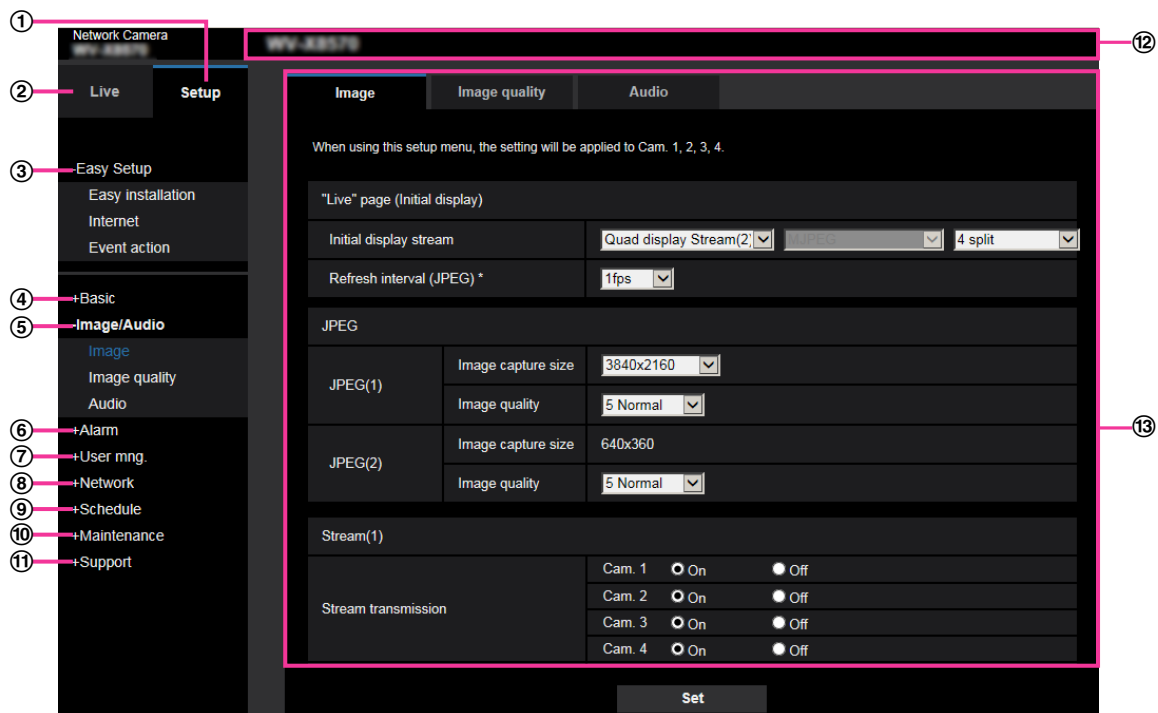 ①
Network Camera
WV-X8570
⑫
② Live Setup
Image Image quality Audio
When using this setup menu, the setting will be applied to Cam. 1, 2, 3, 4.
③ -Easy Setup
Easy installation
Internet
Event action
④ +Basic
⑤ -Image/Audio
Image
Image quality
Audio
⑥ +Alarm
⑦ +User mng.
⑧ +Network
⑨ +Schedule
⑩ +Maintenance
⑪ +Support
"Live" page (Initial display)
Initial display stream Quad display Stream(2) MJPEG 4 split
Refresh interval (JPEG) * 1fps
JPEG
JPEG(1) Image capture size 3840x2160
Image quality 5 Normal
JPEG(2) Image capture size 640x360
Image quality 5 Normal
⑬
Stream(1)
Stream transmission
Cam. 1 On Off
Cam. 2 On Off
Cam. 3 On Off
Cam. 4 On Off
Set